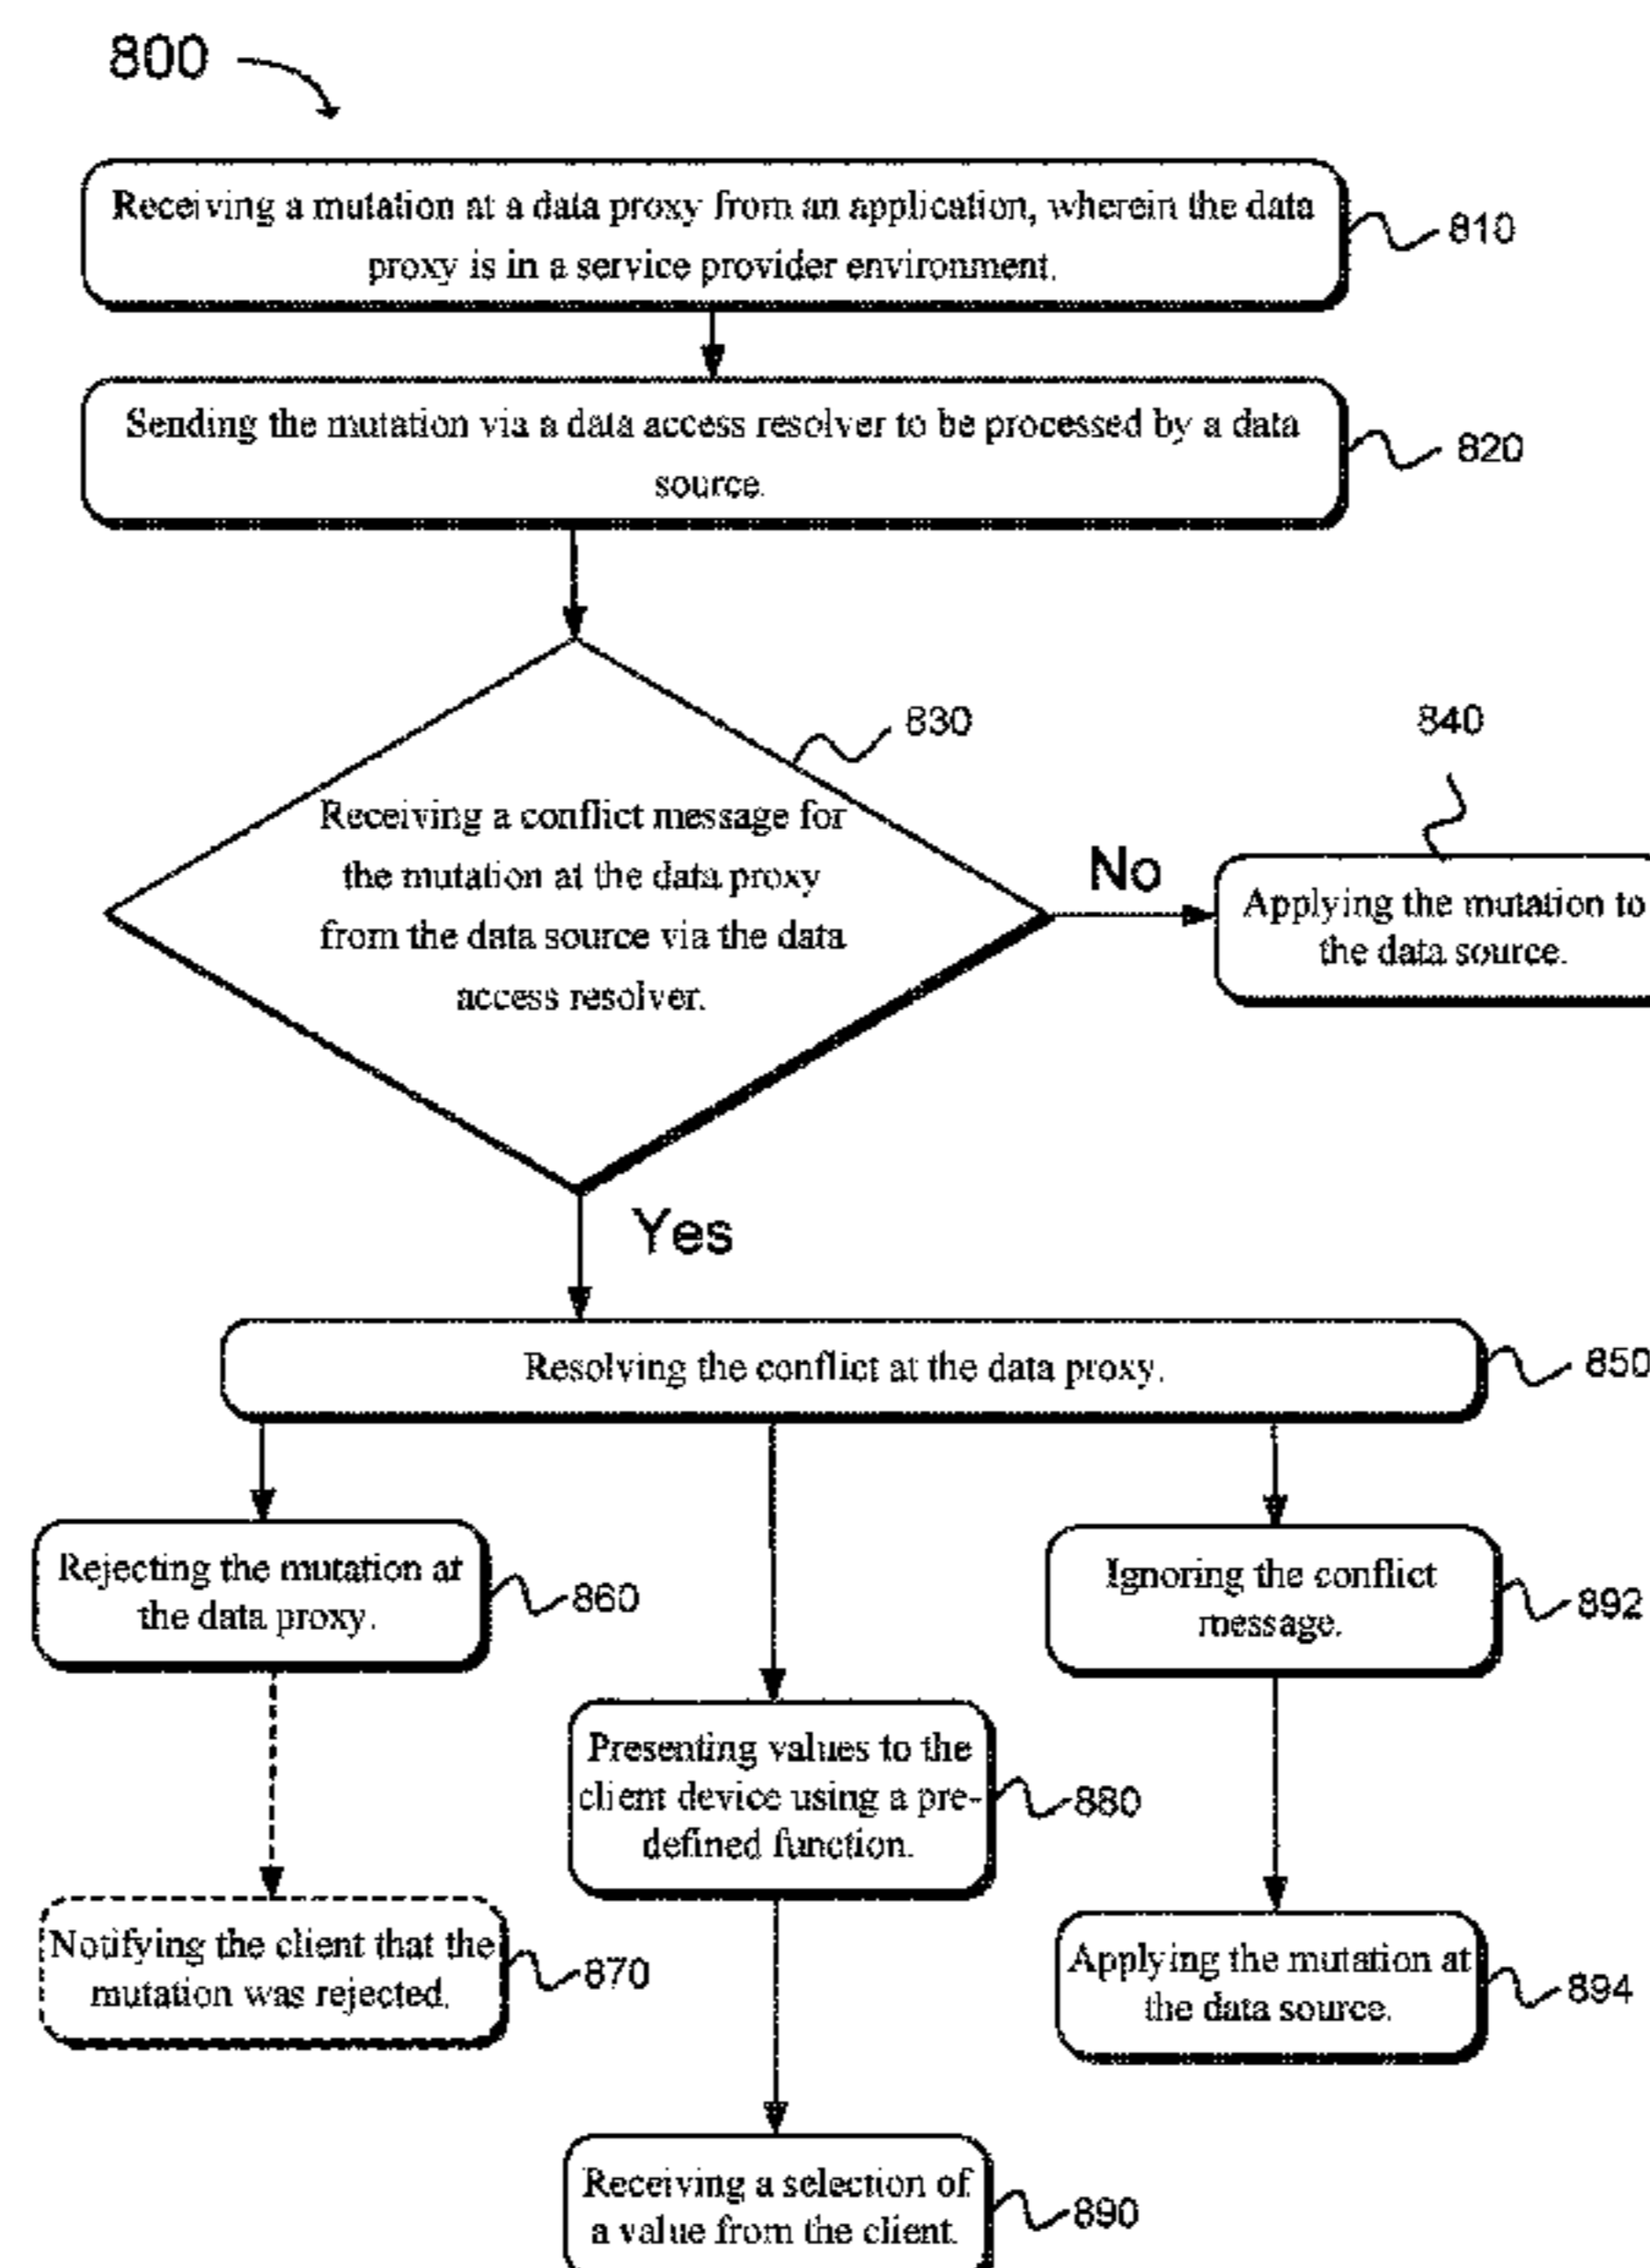 800
Receiving a mutation at a data proxy from an application, wherein the data
proxy is in a service provider environment.
810
Sending the mutation via a data access resolver to be processed by a data
source.
820
830
Receiving a conflict message for
the mutation at the data proxy
from the data source via the data
access resolver.
No
840
Applying the mutation to
the data source.
Yes
Resolving the conflict at the data proxy.
850
Rejecting the mutation at
the data proxy.
860
Ignoring the conflict
message.
892
Presenting values to the
client device using a pre-
defined function.
880
Notifying the client that the
mutation was rejected.
870
Applying the mutation at
the data source.
894
Receiving a selection of
a value from the client.
890